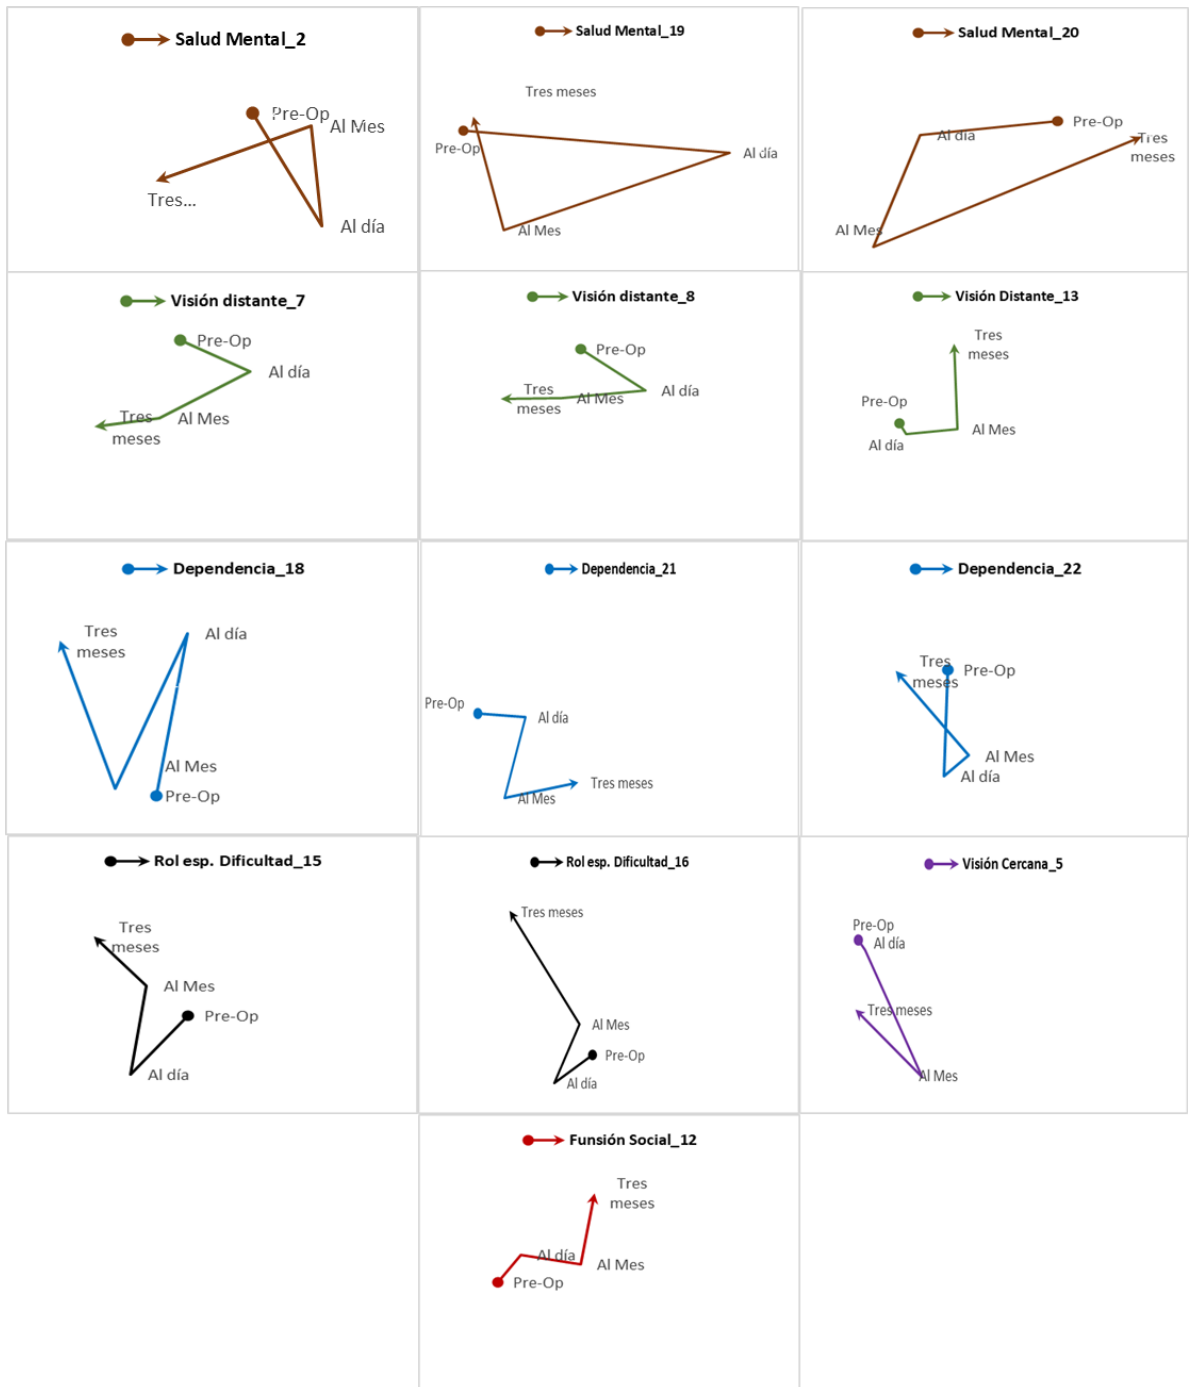 Salud Mental_2
Pre-Op
Al Mes
Tres...
Al día
Salud Mental_19
Tres meses
Pre-Op
Al día
Al Mes
Salud Mental_20
Pre-Op
Al día
Tres
meses
Al Mes
Visión distante_7
Pre-Op
Al día
Tres
meses
Al Mes
Visión distante_8
Pre-Op
Tres
meses
Al Mes
Al día
Visión Distante_13
Tres
meses
Pre-Op
Al Mes
Al día
Dependencia_18
Tres
meses
Al día
Al Mes
Pre-Op
Dependencia_21
Pre-Op
Al día
Tres meses
Al Mes
Dependencia_22
Tres
meses
Pre-Op
Al Mes
Al día
Rol esp. Dificultad_15
Tres
meses
Al Mes
Pre-Op
Al día
Rol esp. Dificultad_16
Tres meses
Al Mes
Pre-Op
Al día
Visión Cercana_5
Pre-Op
Al día
Tres meses
Al Mes
Funsión Social_12
Tres
meses
Al día
Al Mes
Pre-Op